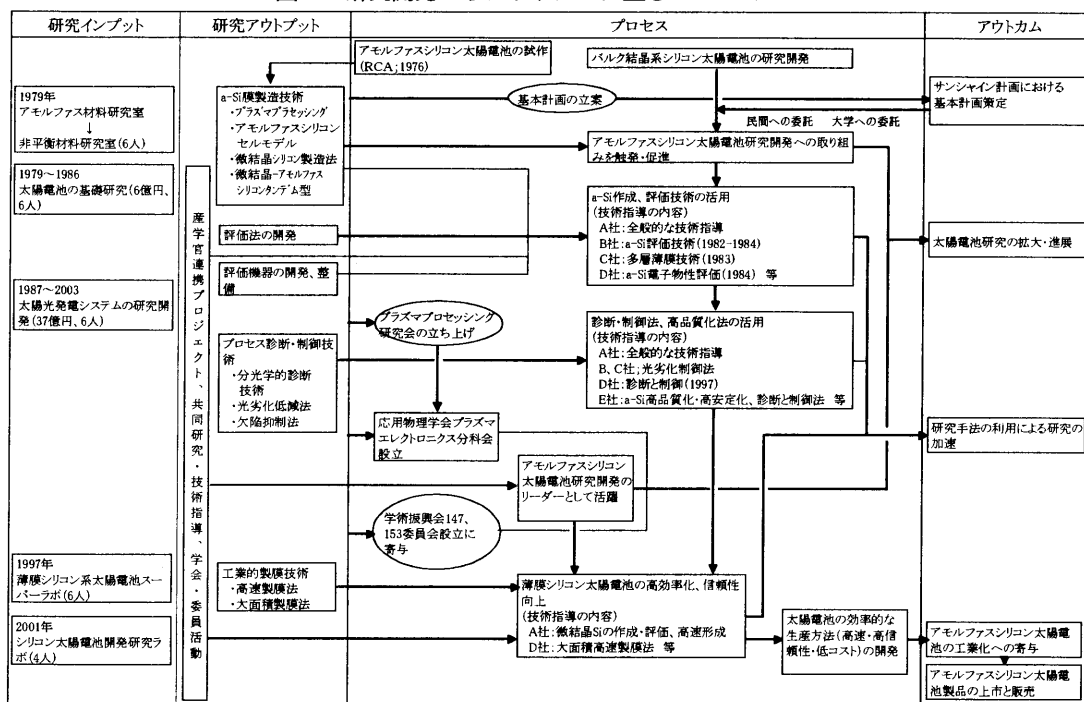 研究インプット
研究アウトプット
プロセス
アウトカム
1979年
アモルファス材料研究室
↓
非平衡材料研究室(6人)
1979～1986
太陽電池の基礎研究(6億円、
6人)
1987～2003
太陽光発電システムの研究開
発(37億円、6人)
1997年
薄膜シリコン系太陽電池スー
パーラボ(6人)
2001年
シリコン太陽電池開発研究ラ
ボ(4人)
産学官連携プロジェクト、共同研究・技術指導、学会・委員活動
a-Si膜製造技術
・プラズマプラセッシング
・アモルファスシリコン
セルモデル
・微結晶シリコン製造法
・微結晶-アモルファス
シリコンタンデム型
評価法の開発
評価機器の開発、整
備
プロセス診断・制御技
術
・分光学的診断
技術
・光劣化低減法
・欠陥抑制法
工業的製膜技術
・高速製膜法
・大面積製膜法
アモルファスシリコン太陽電池の試作
(RCA;1976)
バルク結晶系シリコン太陽電池の研究開発
基本計画の立案
民間への委託 大学への委託
アモルファスシリコン太陽電池研究開発への取り組
みを触発・促進
a-Si作成、評価技術の活用
(技術指導の内容)
A社:全般的な技術指導
B社:a-Si評価技術(1982-1984)
C社:多層薄膜技術(1983)
D社:a-Si電子物性評価(1984) 等
プラズマプロセッシング
研究会の立ち上げ
診断・制御法、高品質化法の活用
(技術指導の内容)
A社:全般的な技術指導
B、C社;光劣化制御法
D社:診断と制御(1997)
E社:a-Si高品質化・高安定化、診断と制御法 等
応用物理学会プラズマ
エレクトロニクス分科会
設立
アモルファスシリコン
太陽電池研究開発の
リーダーとして活躍
学術振興会147、
153委員会設立に
寄与
薄膜シリコン太陽電池の高効率化、信頼性
向上
(技術指導の内容)
A社:微結晶Siの作成・評価、高速形成
D社:大面積高速製膜法 等
太陽電池の効率的な
生産方法(高速・高信
頼性・低コスト)の開発
サンシャイン計画における
基本計画策定
太陽電池研究の拡大・進展
研究手法の利用による研究の
加速
アモルファスシリコン太陽電
池の工業化への寄与
アモルファスシリコン太陽電
池製品の上市と販売